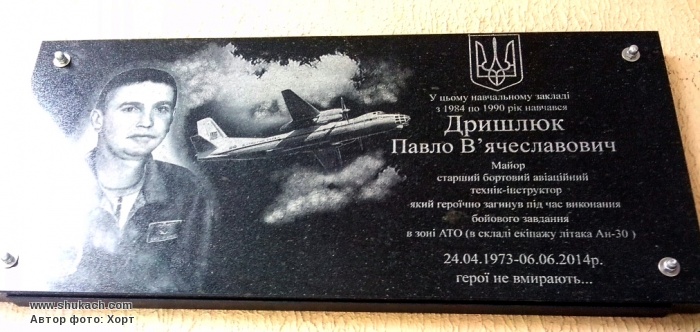 У цьому навчальному закладі
з 1984 по 1990 рік навчався
Дришлюк
Павло В'ячеславович
Майор
старший бортовий авіаційний
технік-інструктор
який героїчно загинув під час виконання
бойового завдання
в зоні АТО (в складі екіпажу літака Ан-30 )
24.04.1973-06.06.2014р.
герої не вмирають...
www.shukach.com
Автор фото: Хорт